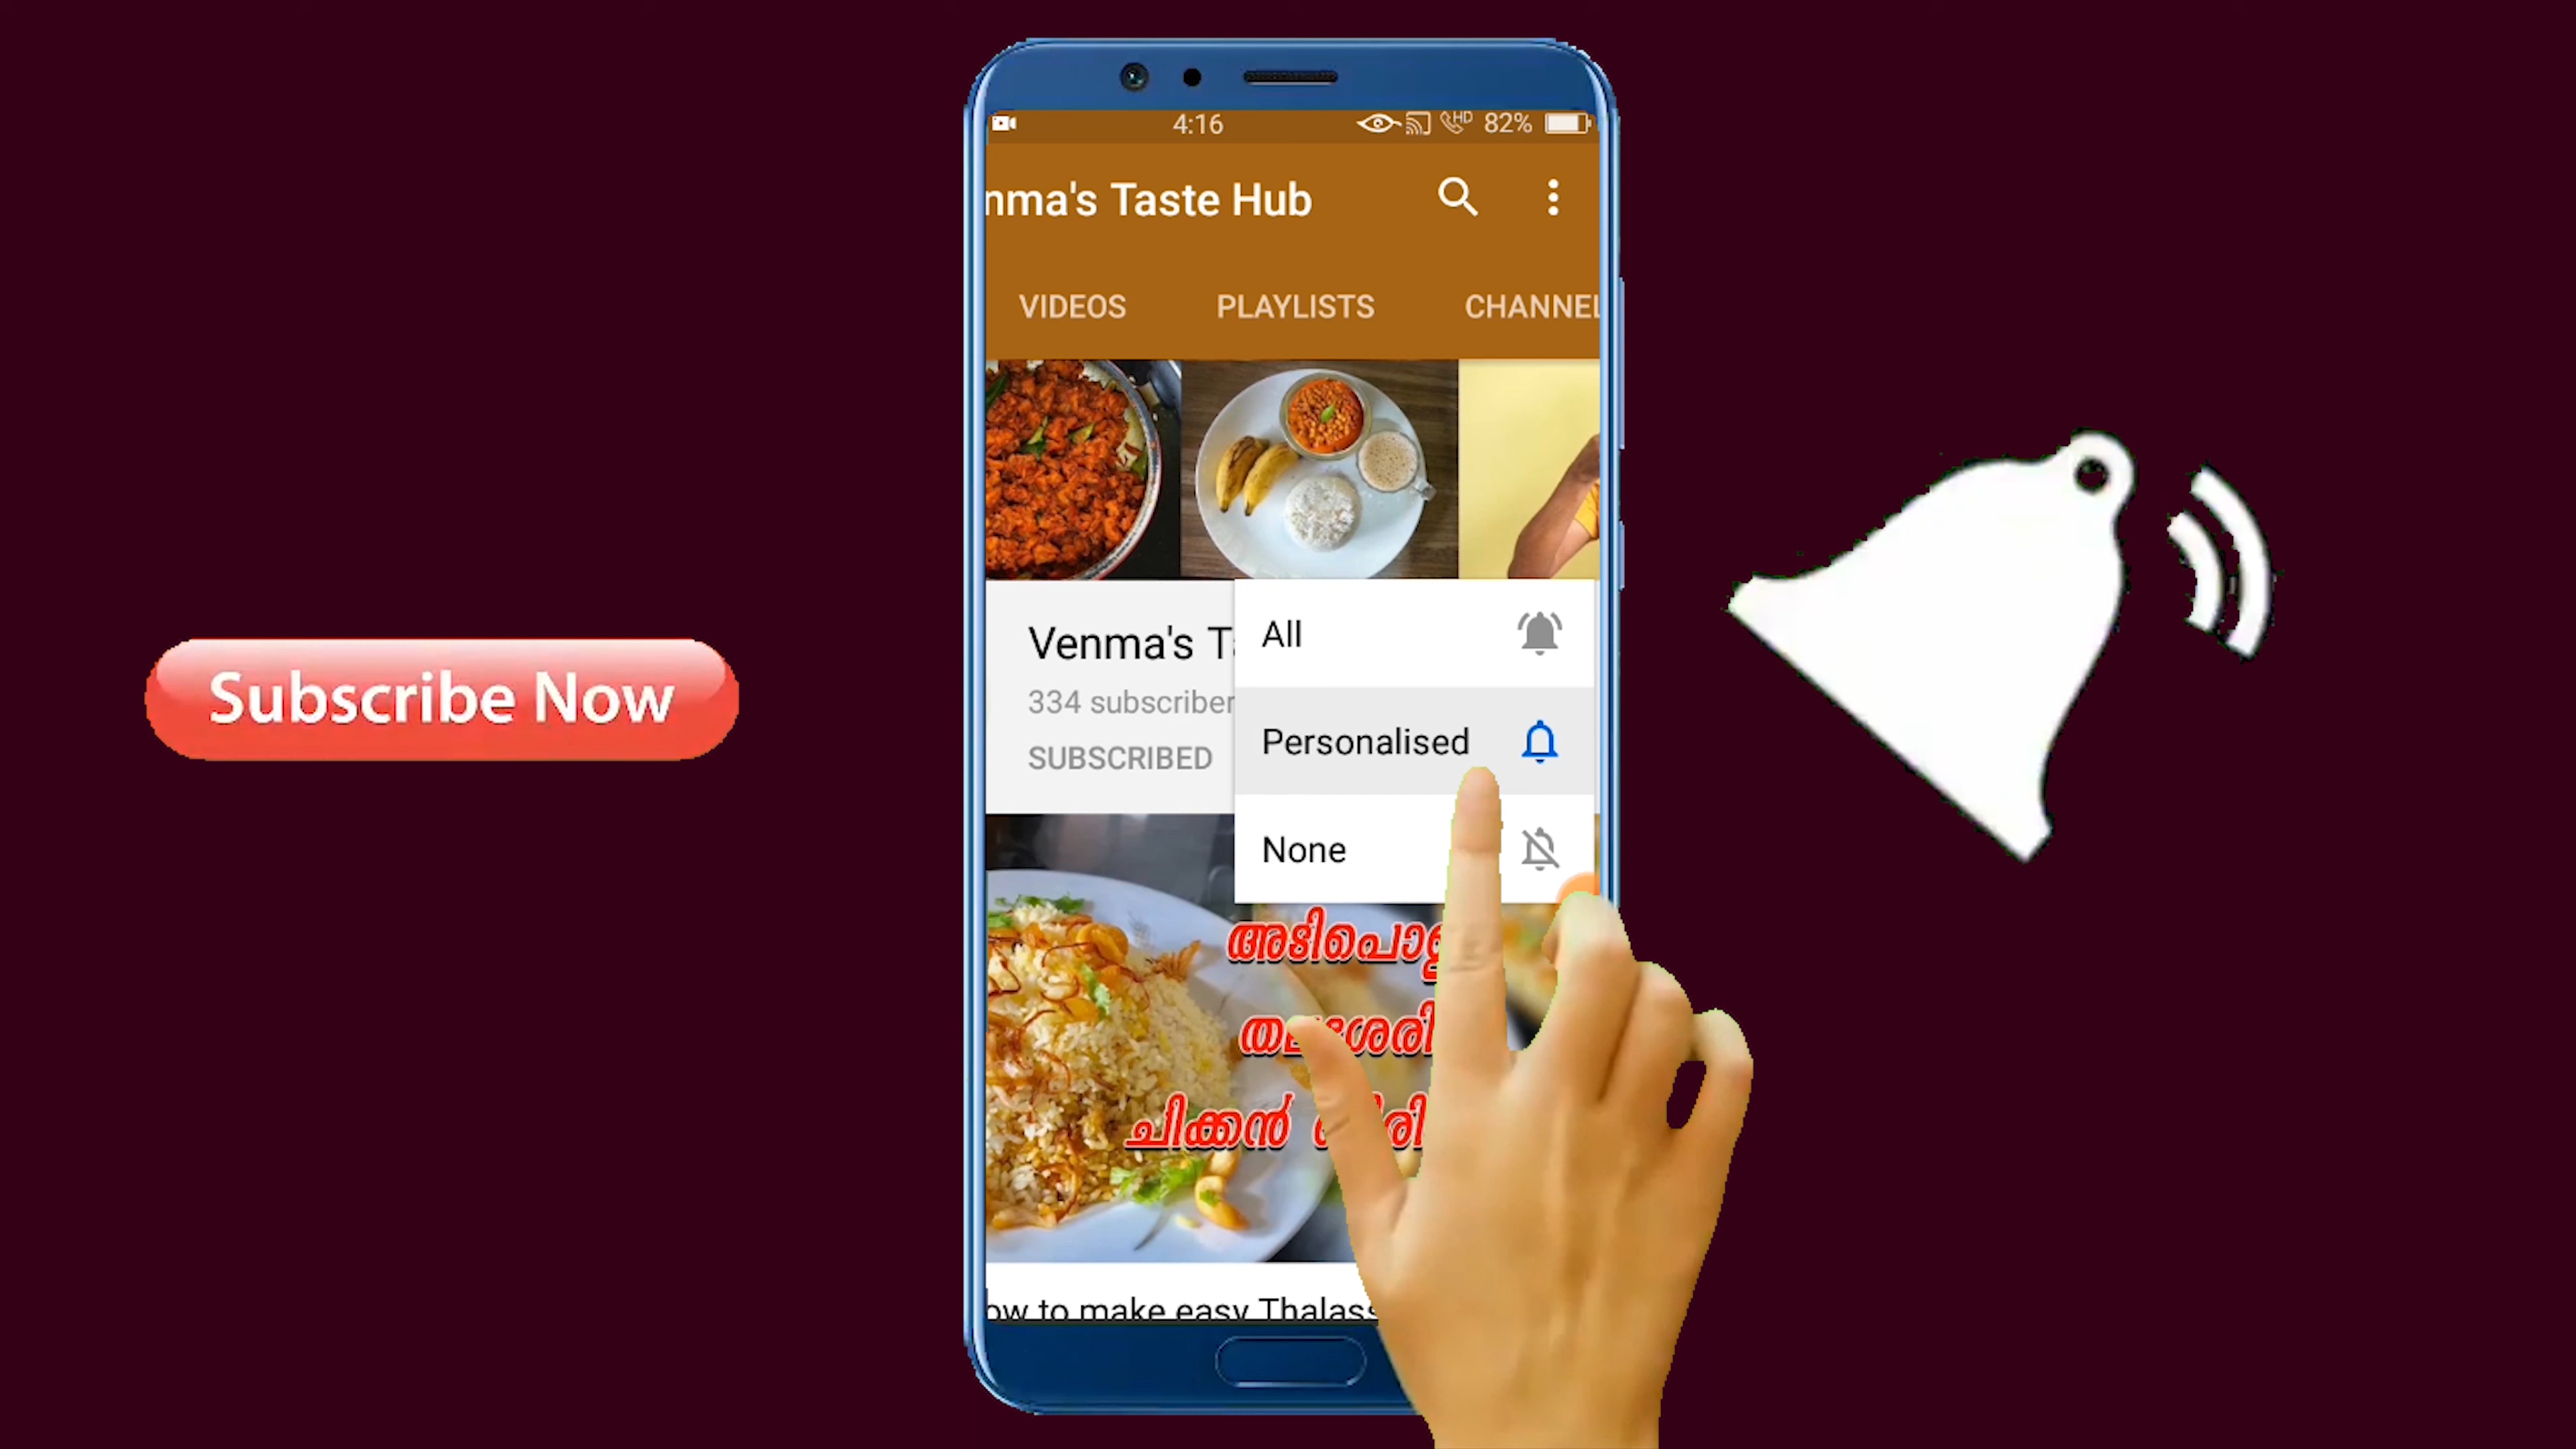 4:16
82%
nma's Taste Hub
VIDEOS PLAYLISTS CHANNEL
All
Venma's
334 subscriber
Personalised
SUBSCRIBED
None
Subscribe Now
ചിക്കൻ
ow to make easy Thalass